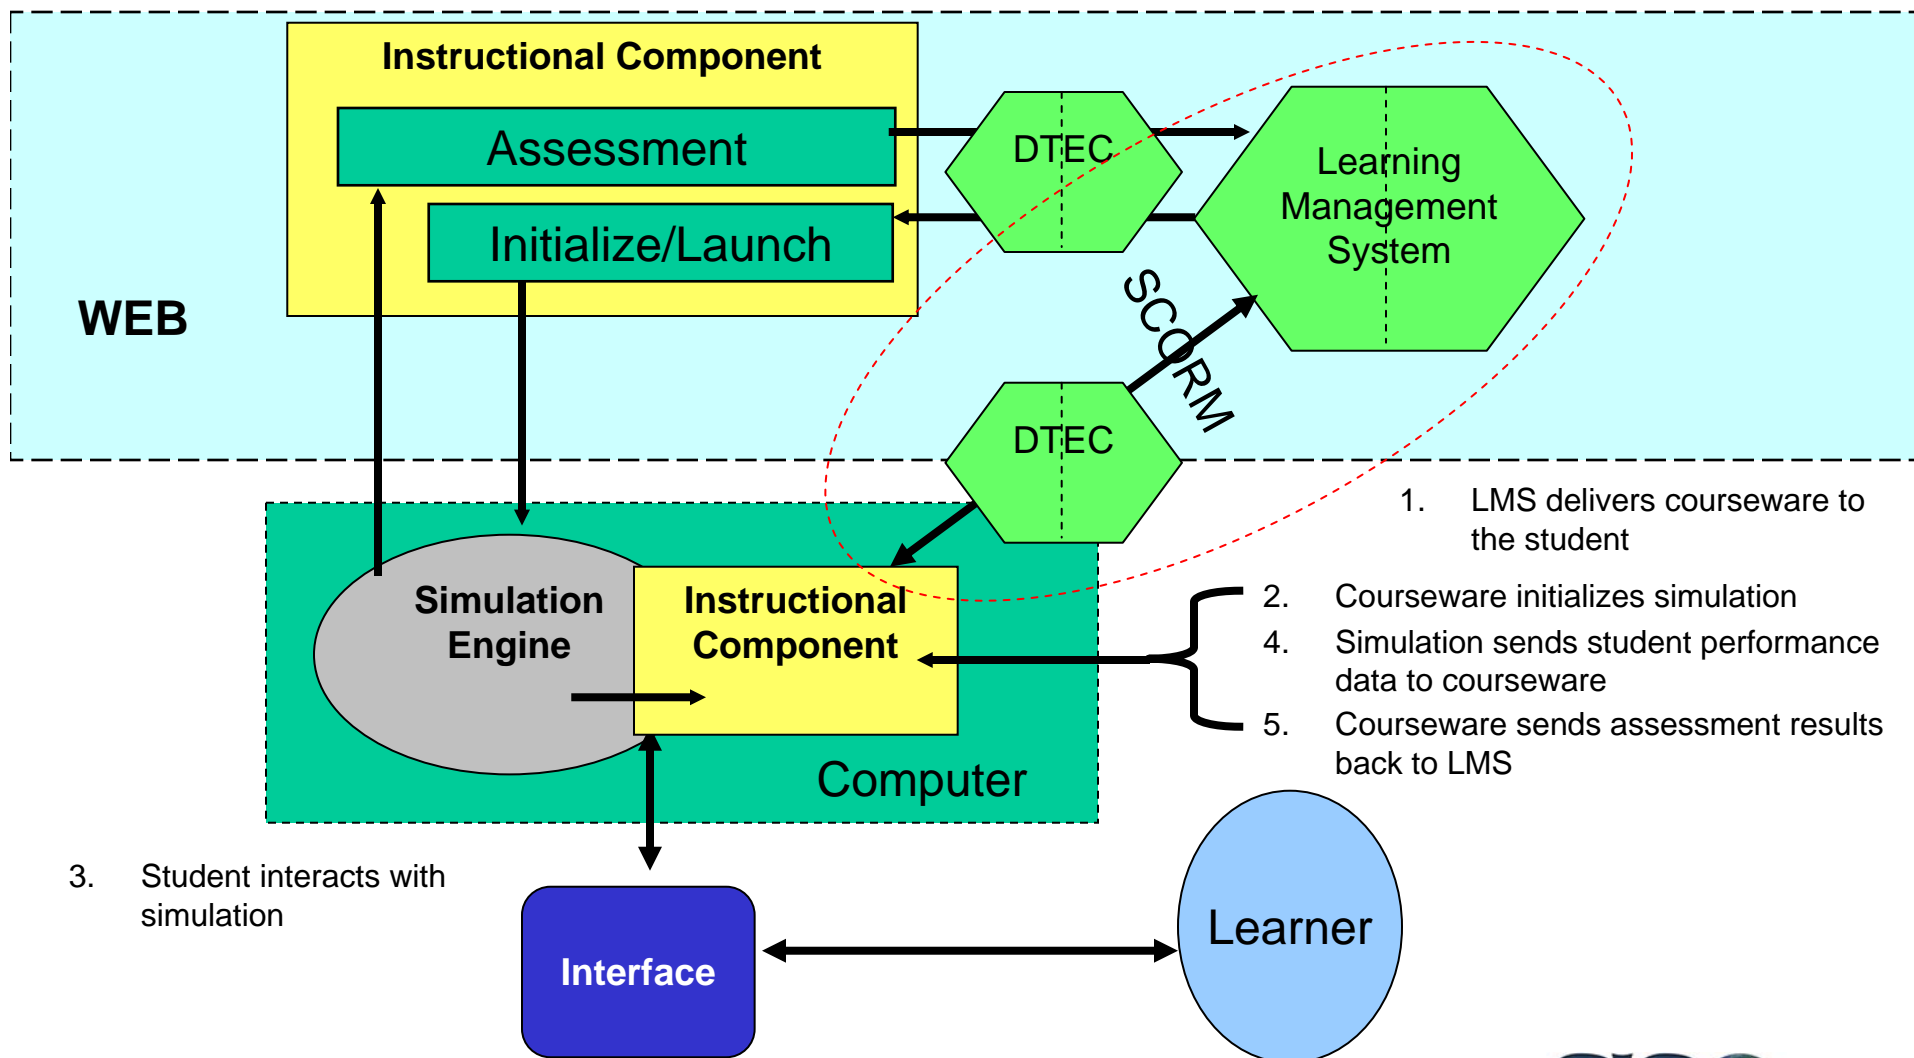 Instructional Component
Assessment
Initialize/Launch
WEB
DTEC
Learning
Management
System
SCORM
DTEC
1. LMS delivers courseware to
the student
2. Courseware initializes simulation
4. Simulation sends student performance
data to courseware
5. Courseware sends assessment results
back to LMS
Simulation
Engine
Instructional
Component
Computer
3. Student interacts with
simulation
Interface
Learner